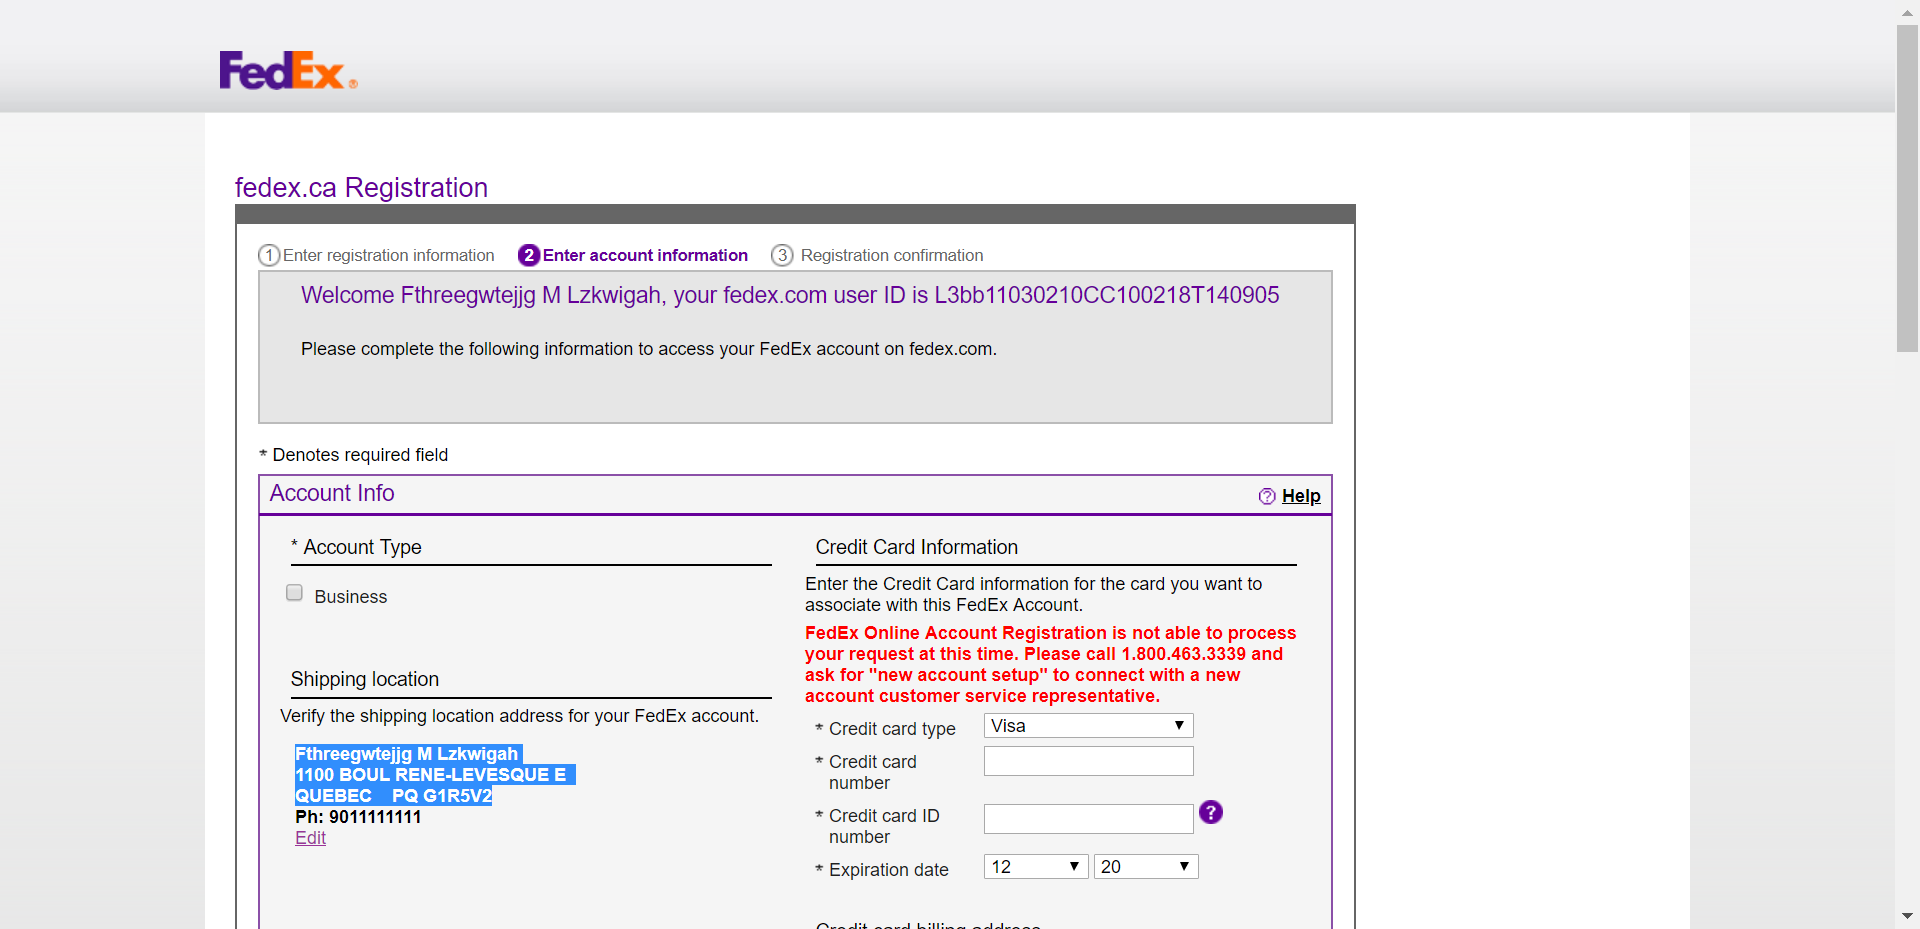 FedEx®
fedex.ca Registration
1 Enter registration information 2 Enter account information 3 Registration confirmation
Welcome Fthreegwtejjg M Lzkwigah, your fedex.com user ID is L3bb11030210CC100218T140905
Please complete the following information to access your FedEx account on fedex.com.
* Denotes required field
Account Info
? Help
* Account Type
Business
Shipping location
Verify the shipping location address for your FedEx account.
Fthreegwtejjg M Lzkwigah
1100 BOUL RENE-LEVESQUE E
QUEBEC PQ G1R5V2
Ph: 9011111111
Edit
Credit Card Information
Enter the Credit Card information for the card you want to
associate with this FedEx Account.
FedEx Online Account Registration is not able to process
your request at this time. Please call 1.800.463.3339 and
ask for "new account setup" to connect with a new
account customer service representative.
* Credit card type Visa
* Credit card
number
* Credit card ID
number ?
* Expiration date 12 20
Credit card billing address